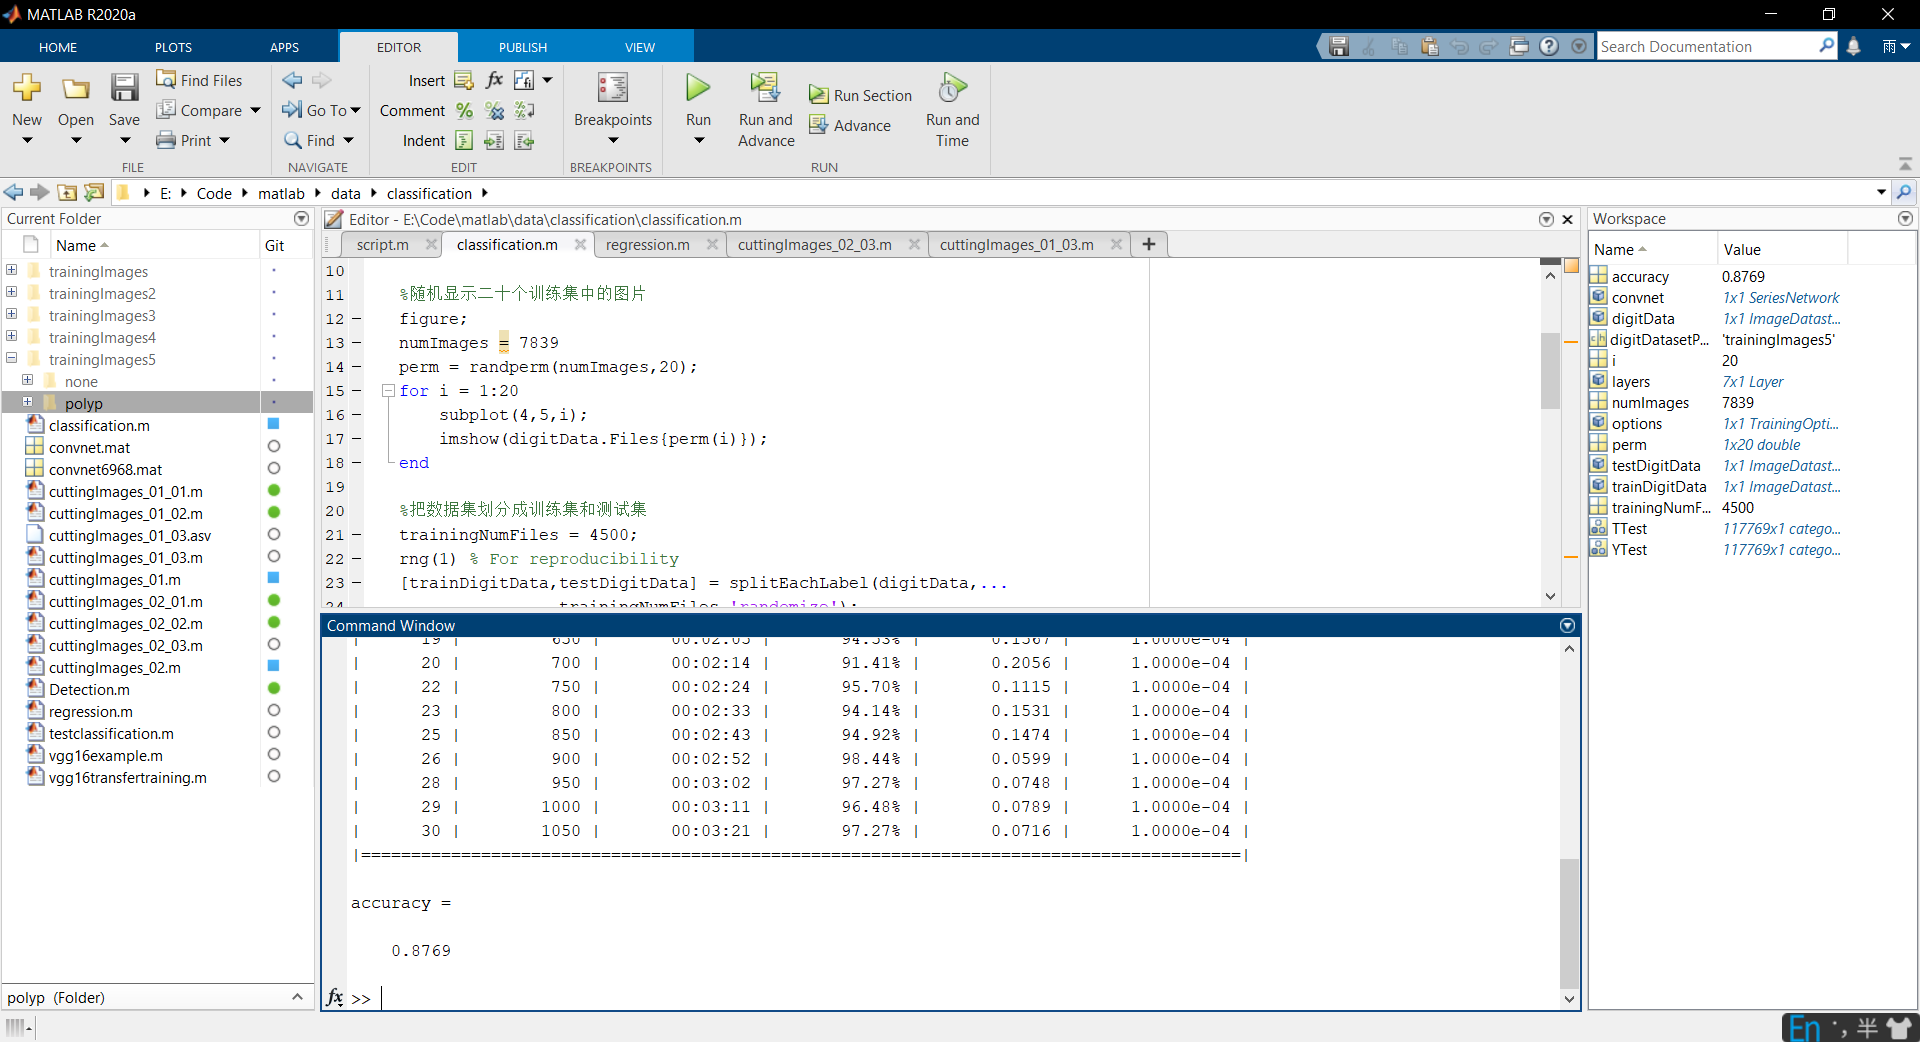 MATLAB R2020a
HOME PLOTS APPS EDITOR PUBLISH VIEW
Search Documentation
雨
New Open Save Find Files Compare Print
FILE
Go To Find
NAVIGATE
Insert fx
Comment
Indent
EDIT
Breakpoints
BREAKPOINTS
Run Run and Advance Run Section Advance Run and Time
RUN
E: Code matlab data classification
Current Folder
Name Git
trainingImages
trainingImages2
trainingImages3
trainingImages4
trainingImages5
none
polyp
classification.m
convnet.mat
convnet6968.mat
cuttingImages_01_01.m
cuttingImages_01_02.m
cuttingImages_01_03.asv
cuttingImages_01_03.m
cuttingImages_01.m
cuttingImages_02_01.m
cuttingImages_02_02.m
cuttingImages_02_03.m
cuttingImages_02.m
Detection.m
regression.m
testclassification.m
vgg16example.m
vgg16transfertraining.m
polyp (Folder)
Editor - E:\Code\matlab\data\classification\classification.m
script.m classification.m regression.m cuttingImages_02_03.m cuttingImages_01_03.m
10
11 %随机显示二十个训练集中的图片
12 – figure;
13 – numImages = 7839
14 – perm = randperm(numImages,20);
15 – for i = 1:20
16 – subplot(4,5,i);
17 – imshow(digitData.Files{perm(i)});
18 – end
19
20 %把数据集划分成训练集和测试集
21 – trainingNumFiles = 4500;
22 – rng(1) % For reproducibility
23 – [trainDigitData,testDigitData] = splitEachLabel(digitData,...
24 trainingNumFiles,'randomize');
Command Window
| 19 | 650 | 00:02:05 | 94.53% | 0.1567 | 1.0000e-04 |
| 20 | 700 | 00:02:14 | 91.41% | 0.2056 | 1.0000e-04 |
| 22 | 750 | 00:02:24 | 95.70% | 0.1115 | 1.0000e-04 |
| 23 | 800 | 00:02:33 | 94.14% | 0.1531 | 1.0000e-04 |
| 25 | 850 | 00:02:43 | 94.92% | 0.1474 | 1.0000e-04 |
| 26 | 900 | 00:02:52 | 98.44% | 0.0599 | 1.0000e-04 |
| 28 | 950 | 00:03:02 | 97.27% | 0.0748 | 1.0000e-04 |
| 29 | 1000 | 00:03:11 | 96.48% | 0.0789 | 1.0000e-04 |
| 30 | 1050 | 00:03:21 | 97.27% | 0.0716 | 1.0000e-04 |
|========================================================================================|
accuracy =
0.8769
fx >>
Workspace
Name Value
accuracy 0.8769
convnet 1x1 SeriesNetwork
digitData 1x1 ImageDatast...
digitDatasetP... 'trainingImages5'
i 20
layers 7x1 Layer
numImages 7839
options 1x1 TrainingOpti...
perm 1x20 double
testDigitData 1x1 ImageDatast...
trainDigitData 1x1 ImageDatast...
trainingNumF... 4500
TTest 117769x1 catego...
YTest 117769x1 catego...
En 半